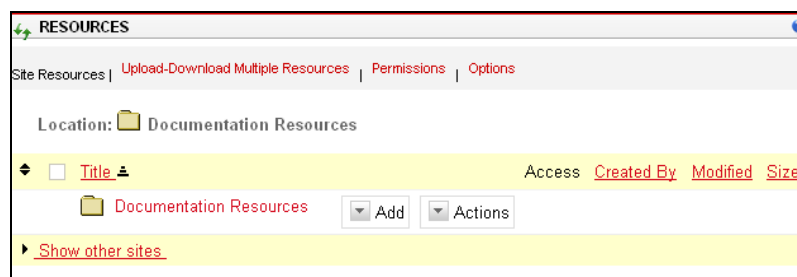 RESOURCES
Site Resources | Upload-Download Multiple Resources | Permissions | Options
Location: Documentation Resources
Title Access Created By Modified Size
Documentation Resources Add Actions
Show other sites